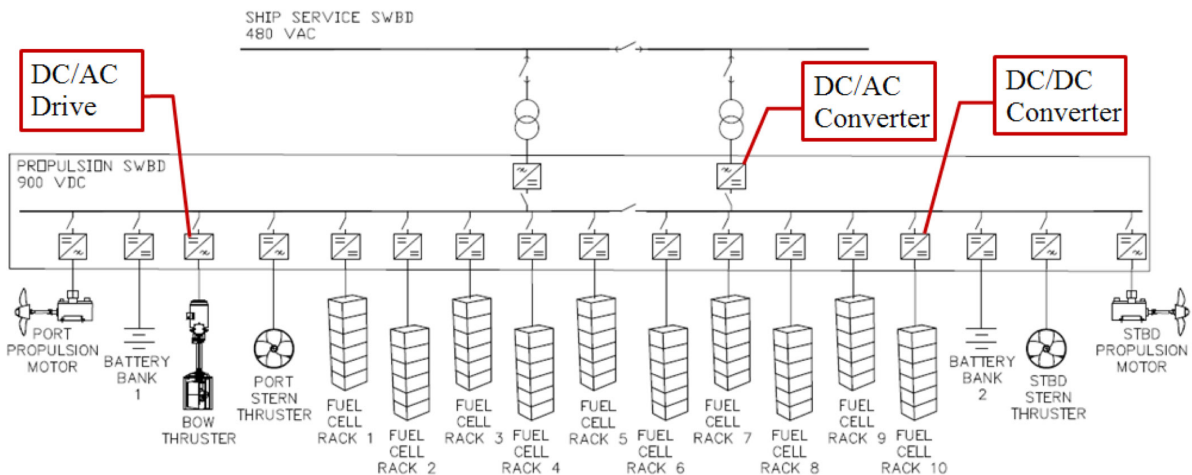 SHIP SERVICE SWBD
480 VAC
DC/AC
Drive
DC/AC
Converter
DC/DC
Converter
PROPULSION SWBD
900 VDC
PORT
PROPULSION
MOTOR
BATTERY
BANK
1
BOW
THRUSTER
PORT
STERN
THRUSTER
FUEL
CELL
RACK 1
FUEL
CELL
RACK 2
FUEL
CELL
RACK 3
FUEL
CELL
RACK 4
FUEL
CELL
RACK 5
FUEL
CELL
RACK 6
FUEL
CELL
RACK 7
FUEL
CELL
RACK 8
FUEL
CELL
RACK 9
FUEL
CELL
RACK 10
BATTERY
BANK
2
STBD
STERN
THRUSTER
STBD
PROPULSION
MOTOR